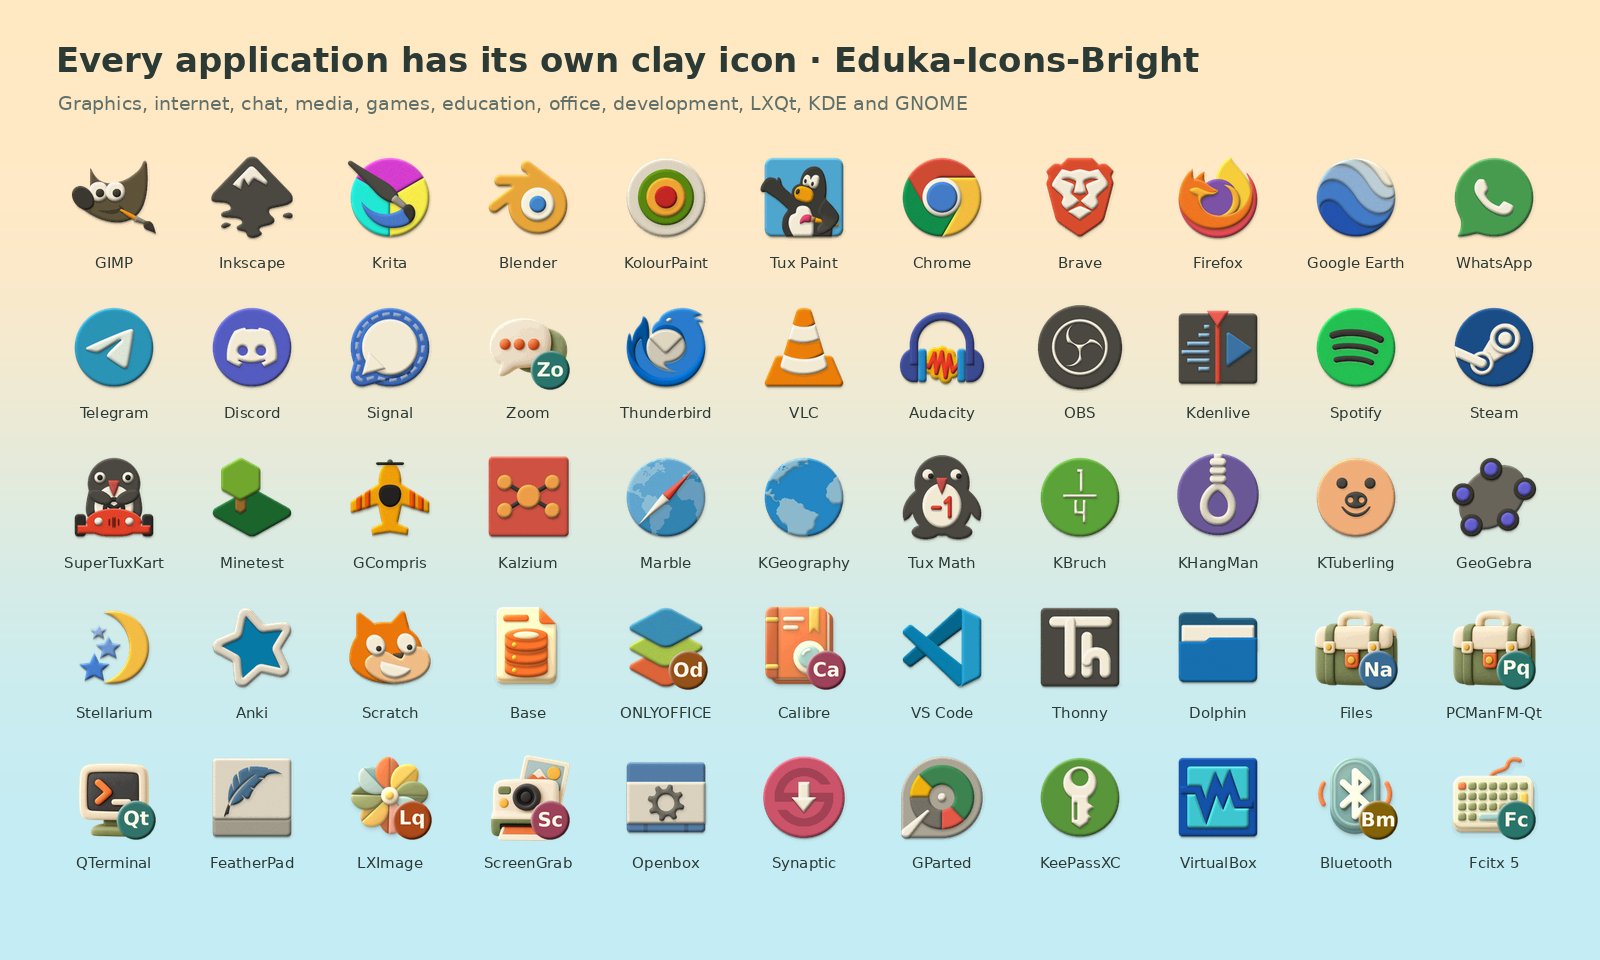 Every application has its own clay icon · Eduka-Icons-Bright
Graphics, internet, chat, media, games, education, office, development, LXQt, KDE and GNOME
GIMP Inkscape Krita Blender KolourPaint Tux Paint Chrome Brave Firefox Google Earth WhatsApp
Zo
Telegram Discord Signal Zoom Thunderbird VLC Audacity OBS Kdenlive Spotify Steam
-1 1 4
SuperTuxKart Minetest GCompris Kalzium Marble KGeography Tux Math KBruch KHangMan KTuberling GeoGebra
Od Ca Th Na Pq
Stellarium Anki Scratch Base ONLYOFFICE Calibre VS Code Thonny Dolphin Files PCManFM-Qt
Qt Lq Sc S Bm Fc
QTerminal FeatherPad LXImage ScreenGrab Openbox Synaptic GParted KeePassXC VirtualBox Bluetooth Fcitx 5